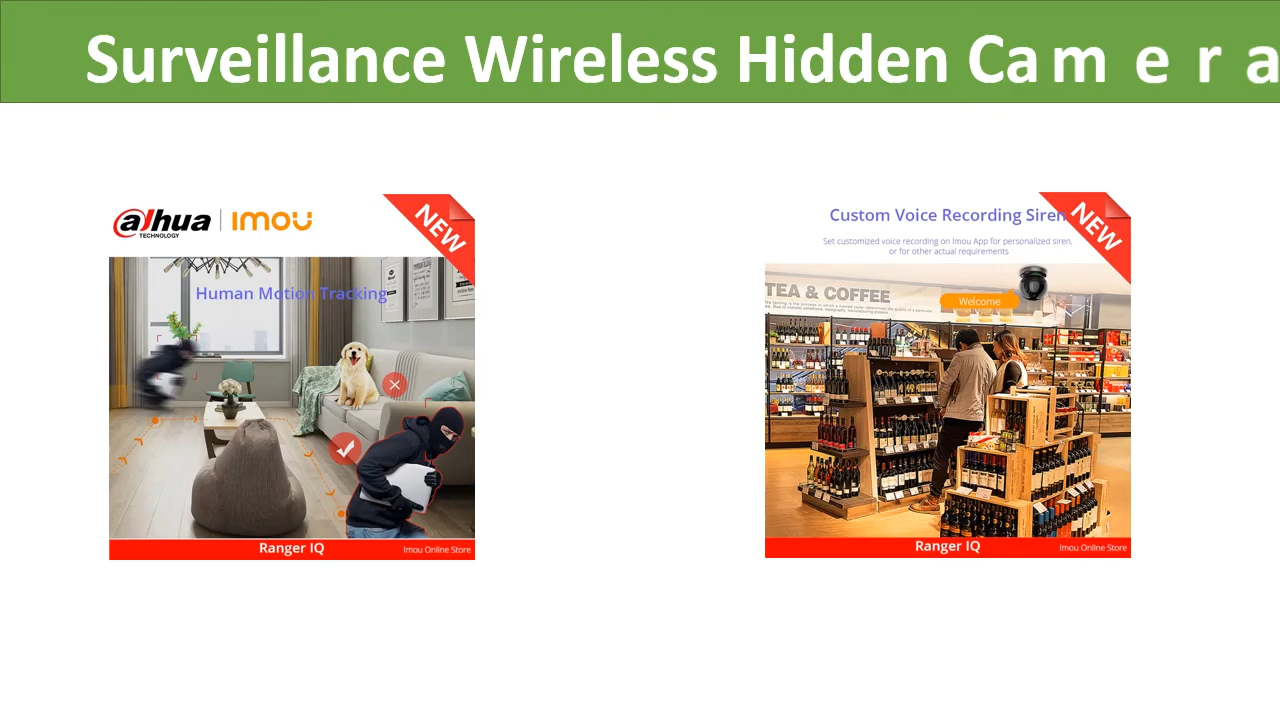 Surveillance Wireless Hidden Camera
alhua
TECHNOLOGY
imou
NEW
Human Motion Tracking
Ranger IQ
Imou Online Store
Custom Voice Recording Siren
NEW
Set customized voice recording on Imou App for personalized siren,
or for other actual requirements
TEA & COFFEE
Welcome
Ranger IQ
Imou Online Store